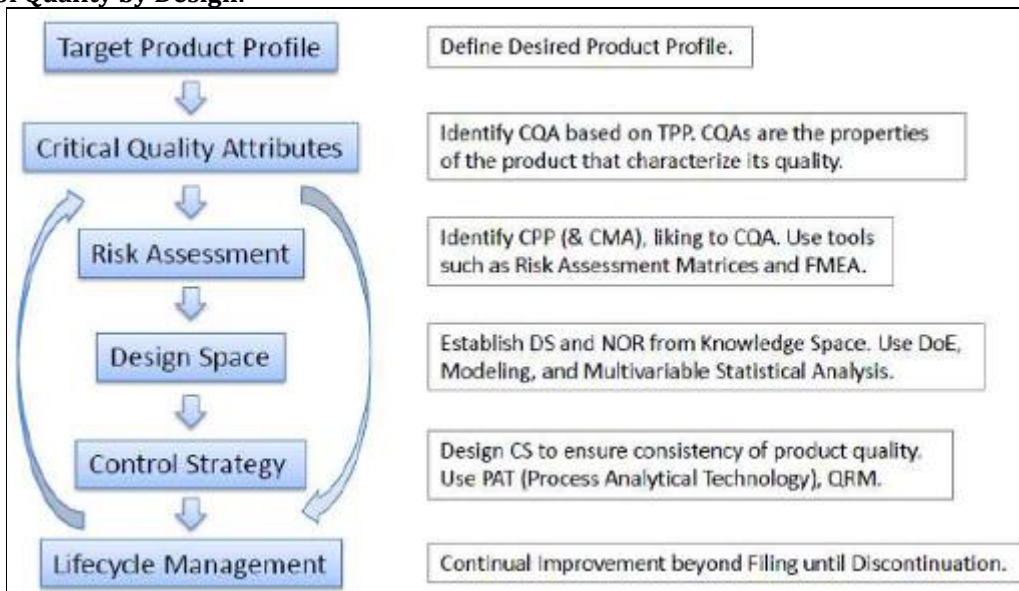 of Quality by Design:
Target Product Profile
Define Desired Product Profile.
Critical Quality Attributes
Identify CQA based on TPP. CQAs are the properties
of the product that characterize its quality.
Risk Assessment
Identify CPP (& CMA), liking to CQA. Use tools
such as Risk Assessment Matrices and FMEA.
Design Space
Establish DS and NOR from Knowledge Space. Use DoE,
Modeling, and Multivariable Statistical Analysis.
Control Strategy
Design CS to ensure consistency of product quality.
Use PAT (Process Analytical Technology), QRM.
Lifecycle Management
Continual Improvement beyond Filing until Discontinuation.